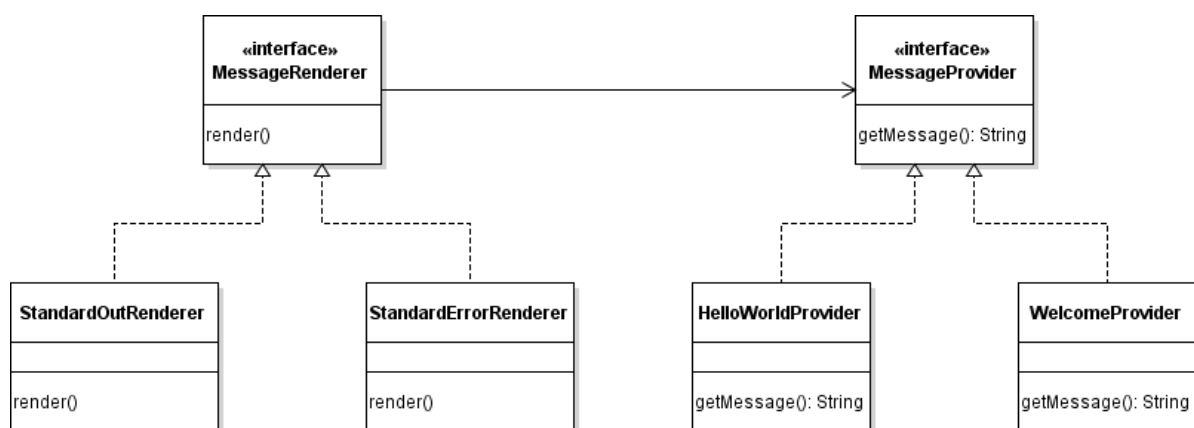 «interface»
MessageRenderer
render()
«interface»
MessageProvider
getMessage(): String
StandardOutRenderer
render()
StandardErrorRenderer
render()
HelloWorldProvider
getMessage(): String
WelcomeProvider
getMessage(): String